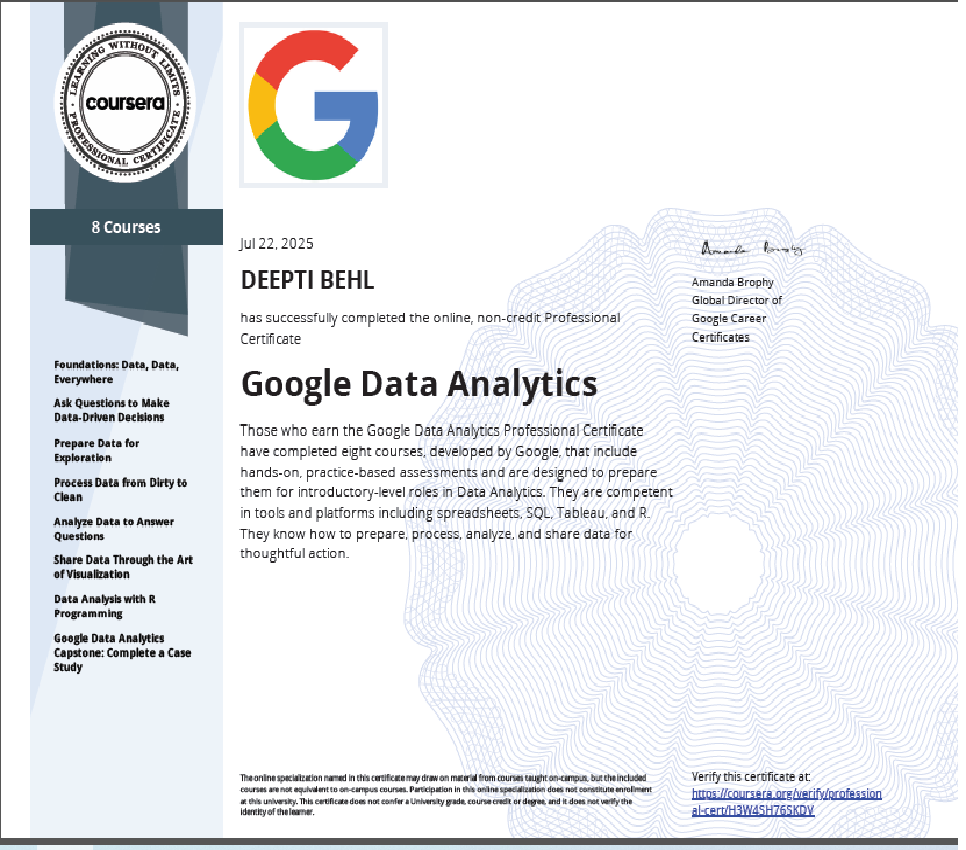 LEARNING WITHOUT LIMITS
coursera
PROFESSIONAL CERTIFICATE
8 Courses
Foundations: Data, Data,
Everywhere
Ask Questions to Make
Data-Driven Decisions
Prepare Data for
Exploration
Process Data from Dirty to
Clean
Analyze Data to Answer
Questions
Share Data Through the Art
of Visualization
Data Analysis with R
Programming
Google Data Analytics
Capstone: Complete a Case
Study
G
Jul 22, 2025
DEEPTI BEHL
has successfully completed the online, non-credit Professional
Certificate
Google Data Analytics
Those who earn the Google Data Analytics Professional Certificate
have completed eight courses, developed by Google, that include
hands-on, practice-based assessments and are designed to prepare
them for introductory-level roles in Data Analytics. They are competent
in tools and platforms including spreadsheets, SQL, Tableau, and R.
They know how to prepare, process, analyze, and share data for
thoughtful action.
Amanda Brophy
Amanda Brophy
Global Director of
Google Career
Certificates
The online specialization named in this certificate may draw on material from courses taught on-campus, but the included
courses are not equivalent to on-campus courses. Participation in this online specialization does not constitute enrollment
at this university. This certificate does not confer a University grade, course credit or degree, and it does not verify the
identity of the learner.
Verify this certificate at:
https://coursera.org/verify/profession
al-cert/H3W4SH76SKDV